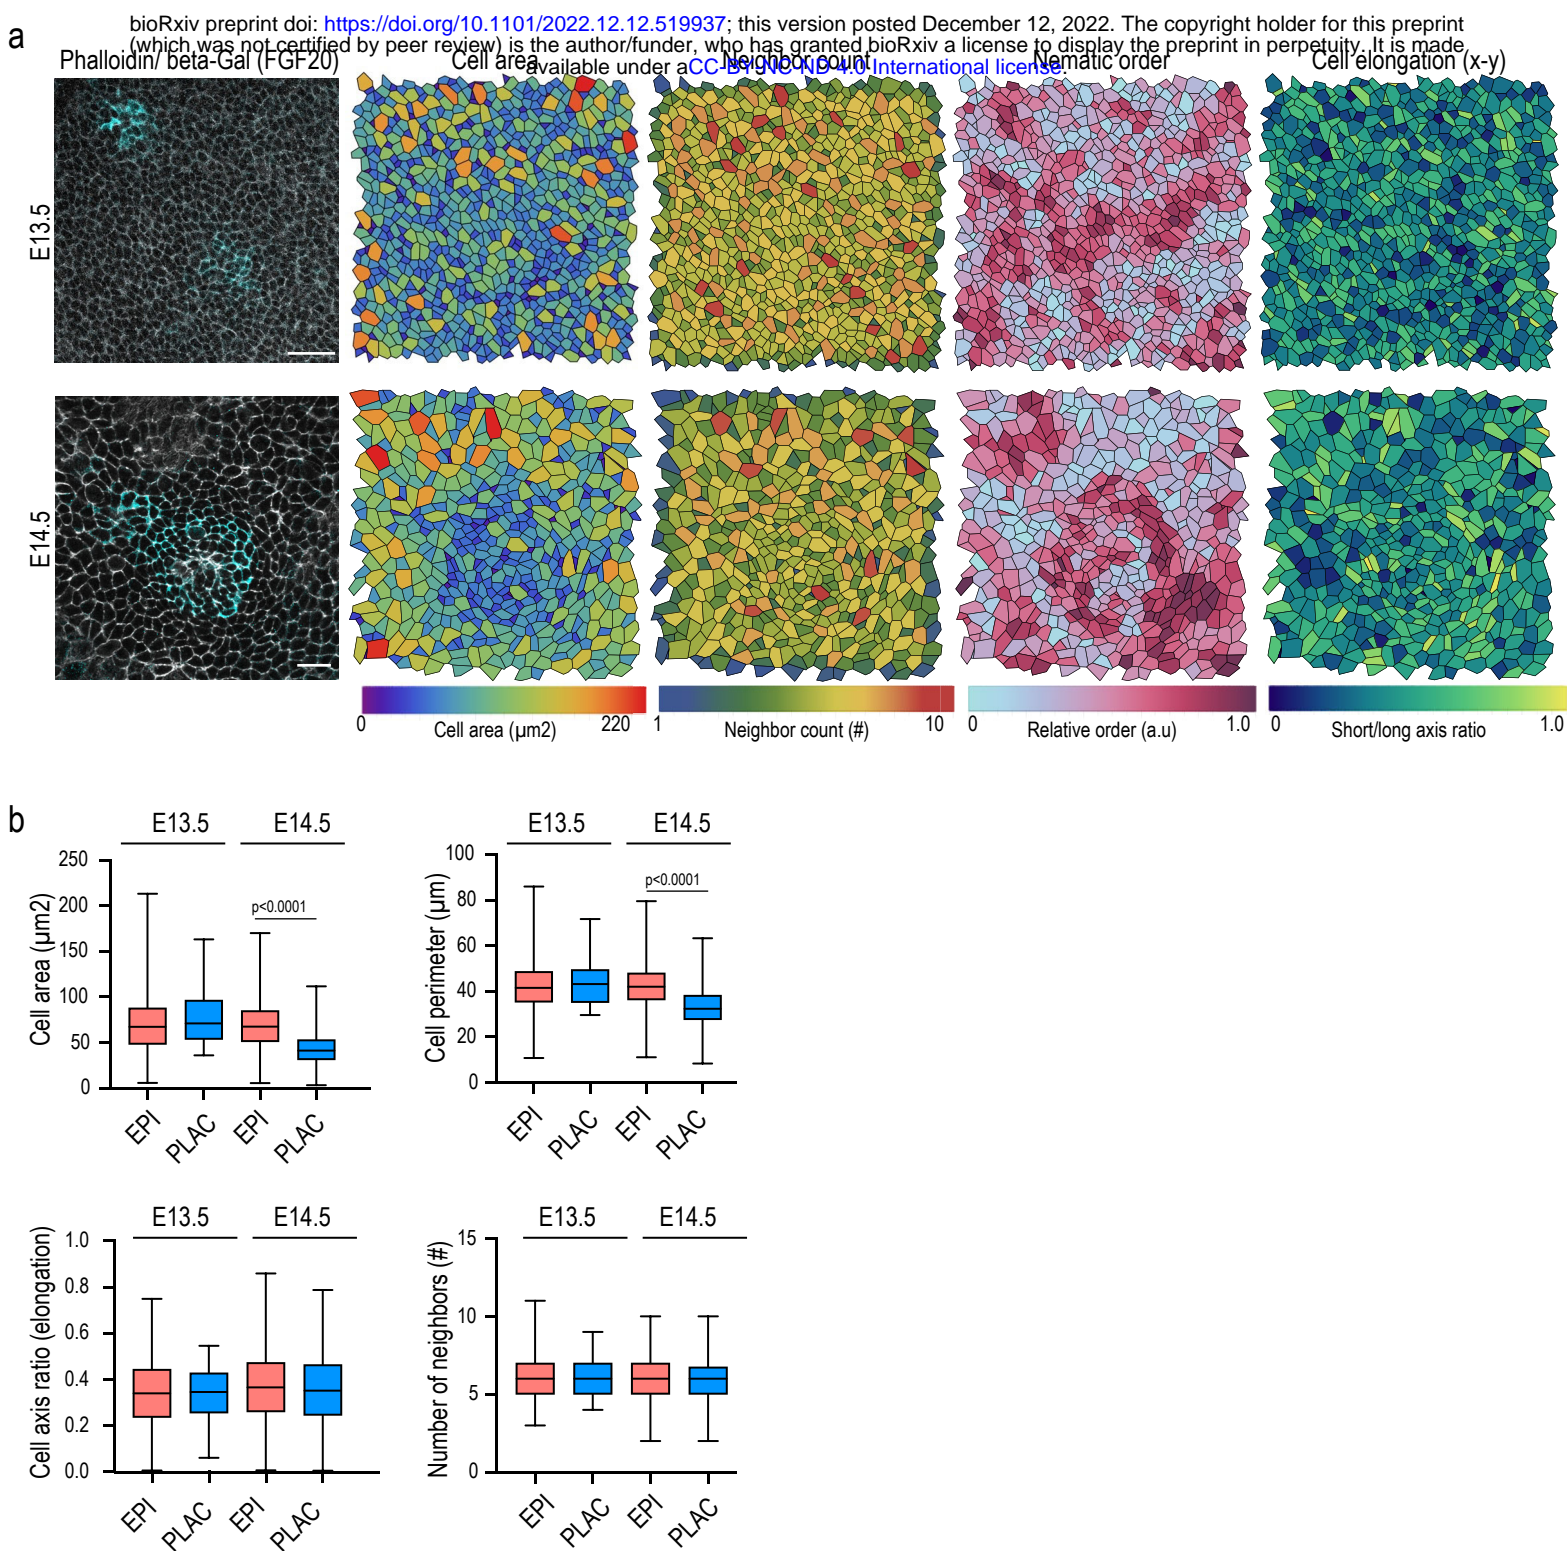 bioRxiv preprint doi: https://doi.org/10.1101/2022.12.12.519937; this version posted December 12, 2022. The copyright holder for this preprint
(which was not certified by peer review) is the author/funder, who has granted bioRxiv a license to display the preprint in perpetuity. It is made
available under aCC-BY-NC-ND 4.0 International license.
a
Phalloidin/ beta-Gal (FGF20) Cell area Neighbor count Nematic order Cell elongation (x-y)
E13.5
E14.5
0 220 1 10 0 1.0 0 1.0
Cell area (µm2) Neighbor count (#) Relative order (a.u) Short/long axis ratio
b
E13.5 E14.5
Cell area (µm2)
250
200
150
100
50
0
p<0.0001
EPI PLAC EPI PLAC
E13.5 E14.5
Cell perimeter (µm)
100
80
60
40
20
0
p<0.0001
EPI PLAC EPI PLAC
E13.5 E14.5
Cell axis ratio (elongation)
1.0
0.8
0.6
0.4
0.2
0.0
EPI PLAC EPI PLAC
E13.5 E14.5
Number of neighbors (#)
15
10
5
0
EPI PLAC EPI PLAC